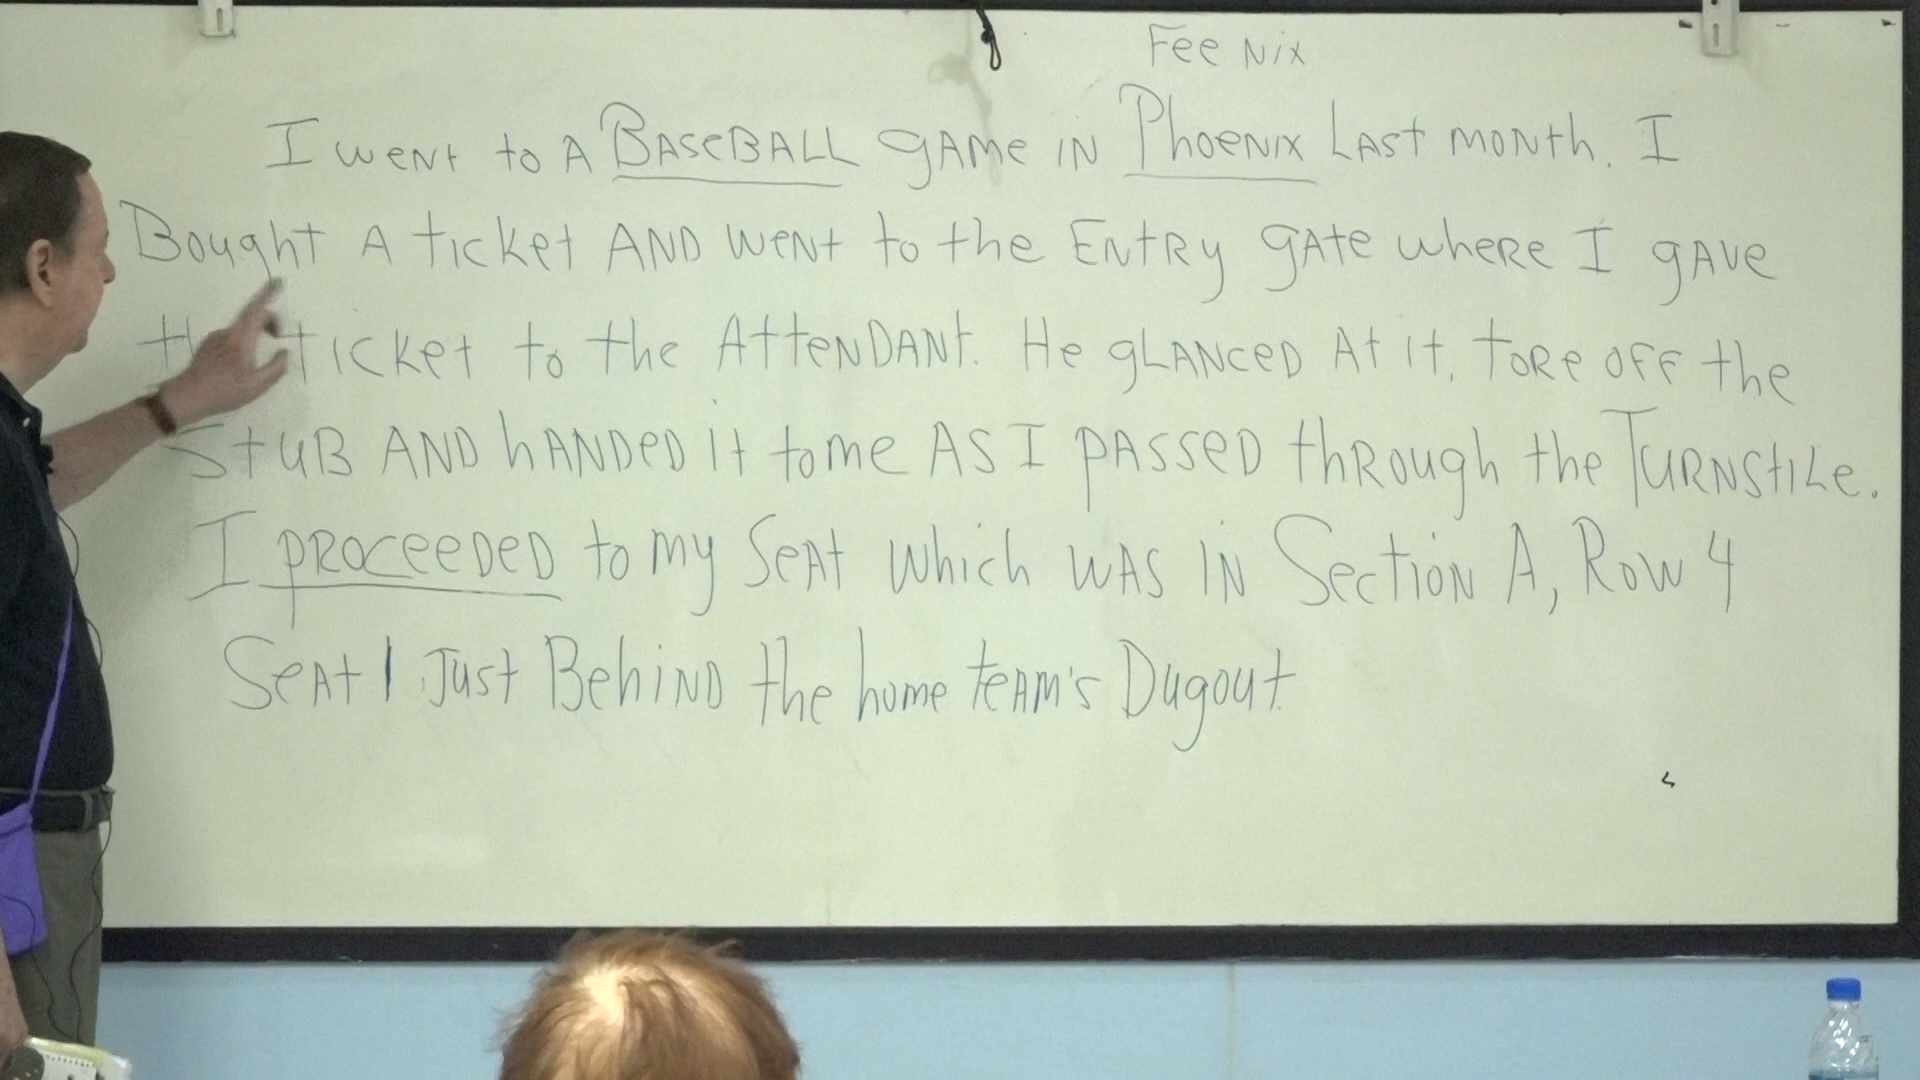 Fee Nix
I went to A BASEBALL gAMe IN PhoeNIX LAst MONth. I
Bought A ticket AND weNt to the ENtRy gAte wheRe I gAve
ticket to the AtteNDANt. He gLANceD At it, toRe off the
StuB AND hANDeD it to me AS I pASSeD thRough the TuRNStiLe.
I pRoceeDeD to my SeAt which wAS IN SectioN A, Row 4
SeAt 1 Just BehiND the home teAm's Dugout.